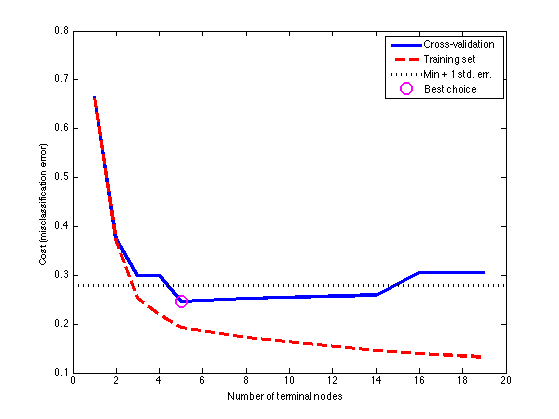 0.8
0.7
0.6
0.5
0.4
0.3
0.2
0.1
Cost (misclassification error)
Cross-validation
Training set
Min + 1 std. err.
Best choice
0 2 4 6 8 10 12 14 16 18 20
Number of terminal nodes